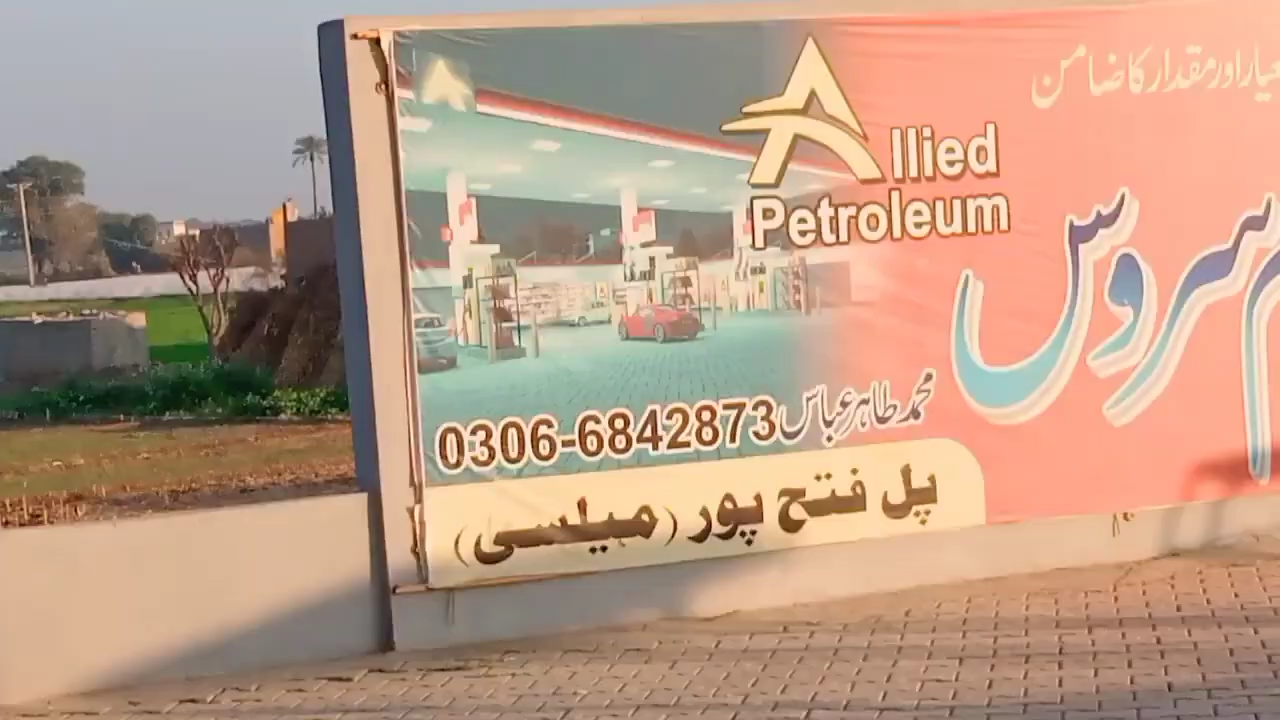 معیار اور مقدار کا ضامن
Allied
Petroleum
سروس
محمد طاہر عباس 0306-6842873
پل فتح پور (میلسی)